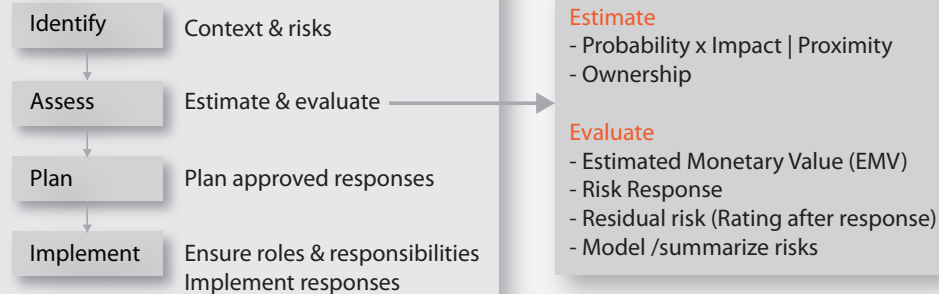 Identify
Context & risks
Assess
Estimate & evaluate
Plan
Plan approved responses
Implement
Ensure roles & responsibilities
Implement responses
Estimate
- Probability x Impact | Proximity
- Ownership
Evaluate
- Estimated Monetary Value (EMV)
- Risk Response
- Residual risk (Rating after response)
- Model /summarize risks